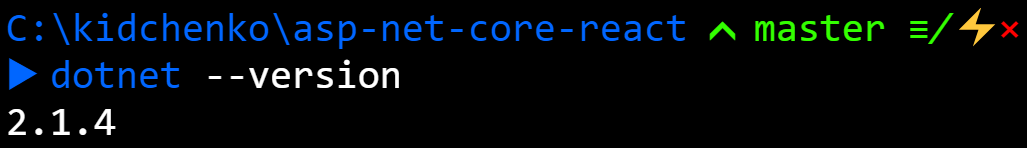 C:\kidchenko\asp-net-core-react ^ master ≡/⚡×
▶ dotnet --version
2.1.4